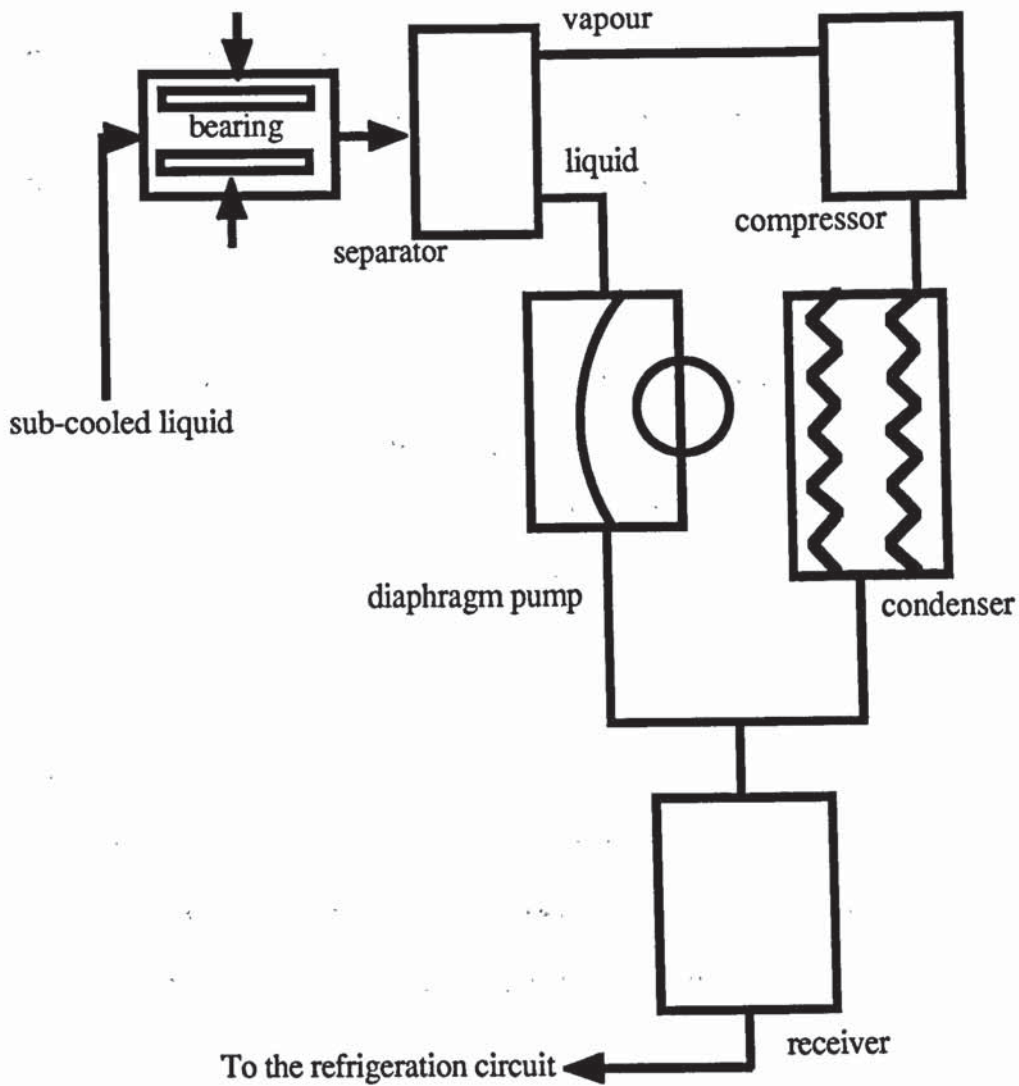 vapour
bearing
liquid
compressor
separator
sub-cooled liquid
diaphragm pump
condenser
receiver
To the refrigeration circuit